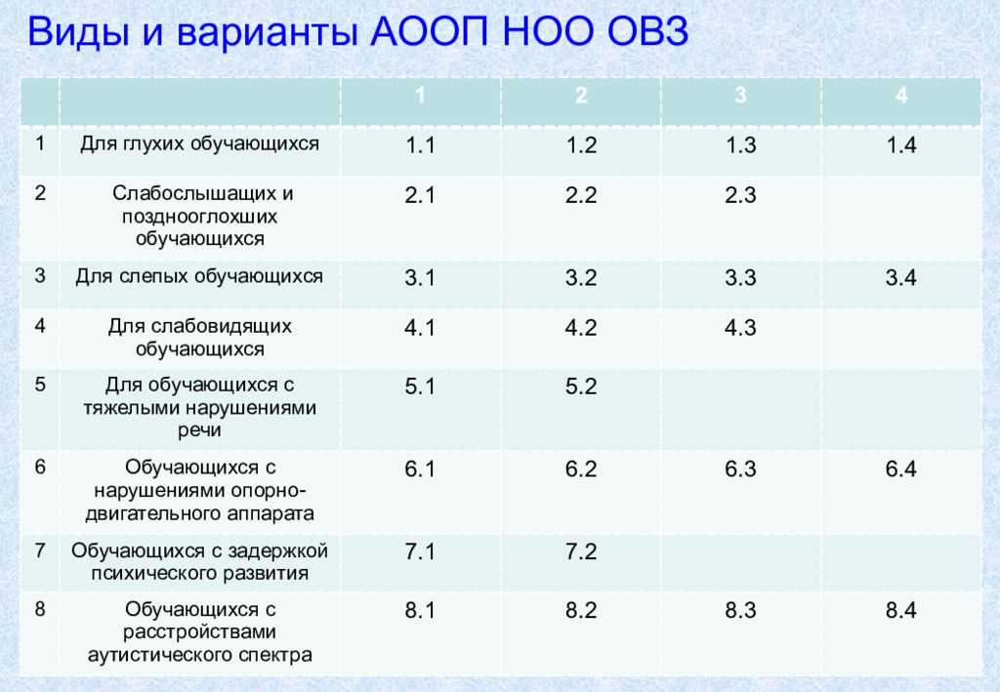 Виды и варианты АООП НОО ОВЗ
1 2 3 4
1 Для глухих обучающихся 1.1 1.2 1.3 1.4
2 Слабослышащих и 2.1 2.2 2.3
позднооглохших
обучающихся
3 Для слепых обучающихся 3.1 3.2 3.3 3.4
4 Для слабовидящих 4.1 4.2 4.3
обучающихся
5 Для обучающихся с 5.1 5.2
тяжелыми нарушениями
речи
6 Обучающихся с 6.1 6.2 6.3 6.4
нарушениями опорно-
двигательного аппарата
7 Обучающихся с задержкой 7.1 7.2
психического развития
8 Обучающихся с 8.1 8.2 8.3 8.4
расстройствами
аутистического спектра